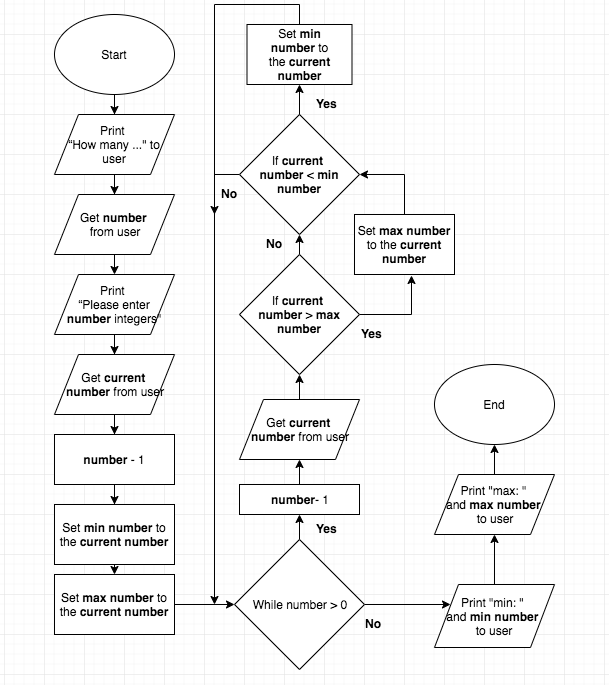 Start
Print
"How many ..." to
user
Get number
from user
Print
"Please enter
number integers"
Get current
number from user
number - 1
Set min number to
the current number
Set max number to
the current number
While number > 0
Yes
No
number- 1
Get current
number from user
If current
number > max
number
Yes
No
Set max number
to the current
number
If current
number < min
number
Yes
No
Set min
number to
the current
number
Print "min: "
and min number
to user
Print "max: "
and max number
to user
End